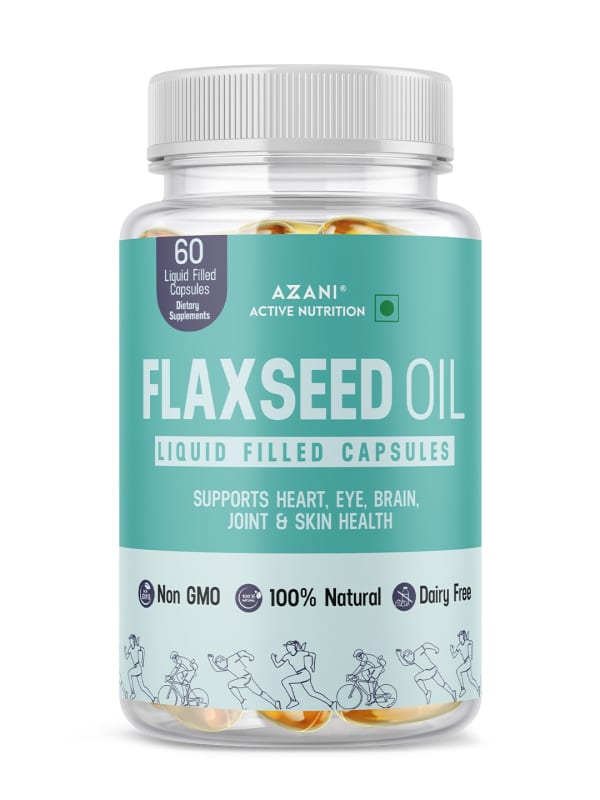 60
Liquid Filled
Capsules
Dietary
Supplements
AZANI®
ACTIVE NUTRITION
FLAXSEED OIL
LIQUID FILLED CAPSULES
SUPPORTS HEART, EYE, BRAIN,
JOINT & SKIN HEALTH
Non GMO
100% Natural
Dairy Free